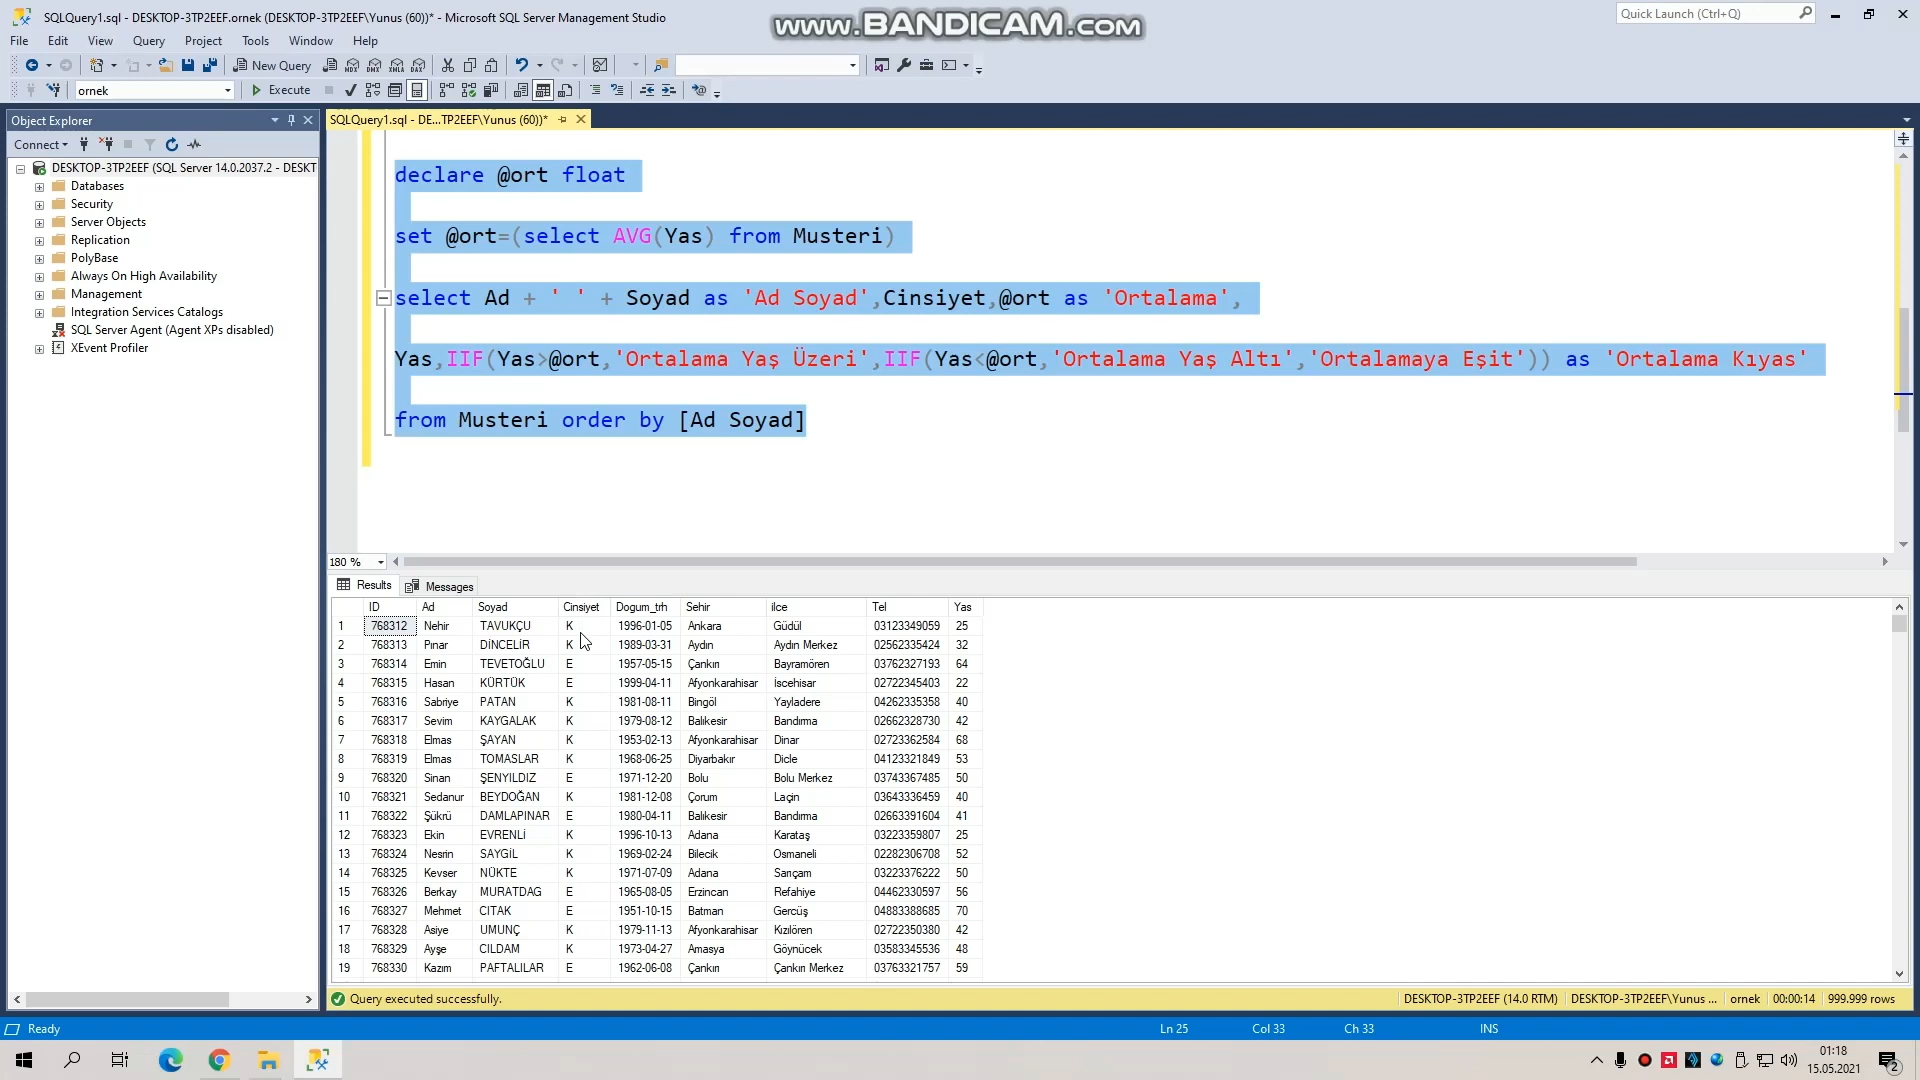 SQLQuery1.sql - DESKTOP-3TP2EEF.ornek (DESKTOP-3TP2EEF\Yunus (60))* - Microsoft SQL Server Management Studio
www.BANDICAM.com
Quick Launch (Ctrl+Q)
File Edit View Query Project Tools Window Help
New Query MDX DMX XMLA DAX
ornek Execute
Object Explorer
Connect
DESKTOP-3TP2EEF (SQL Server 14.0.2037.2 - DESKT
Databases
Security
Server Objects
Replication
PolyBase
Always On High Availability
Management
Integration Services Catalogs
SQL Server Agent (Agent XPs disabled)
XEvent Profiler
SQLQuery1.sql - DE...TP2EEF\Yunus (60))*
declare @ort float
set @ort=(select AVG(Yas) from Musteri)
select Ad + ' ' + Soyad as 'Ad Soyad',Cinsiyet,@ort as 'Ortalama',
Yas,IIF(Yas>@ort,'Ortalama Yaş Üzeri',IIF(Yas<@ort,'Ortalama Yaş Altı','Ortalamaya Eşit')) as 'Ortalama Kıyas'
from Musteri order by [Ad Soyad]
180 %
Results Messages
ID Ad Soyad Cinsiyet Dogum_trh Sehir ilce Tel Yas
1 768312 Nehir TAVUKÇU K 1996-01-05 Ankara Güdül 03123349059 25
2 768313 Pınar DİNCELİR K 1989-03-31 Aydın Aydın Merkez 02562335424 32
3 768314 Emin TEVETOĞLU E 1957-05-15 Çankırı Bayramören 03762327193 64
4 768315 Hasan KÜRTÜK E 1999-04-11 Afyonkarahisar İscehisar 02722345403 22
5 768316 Sabriye PATAN K 1981-08-11 Bingöl Yayladere 04262335358 40
6 768317 Sevim KAYGALAK K 1979-08-12 Balıkesir Bandırma 02662328730 42
7 768318 Elmas ŞAYAN K 1953-02-13 Afyonkarahisar Dinar 02723362584 68
8 768319 Elmas TOMASLAR K 1968-06-25 Diyarbakır Dicle 04123321849 53
9 768320 Sinan ŞENYILDIZ E 1971-12-20 Bolu Bolu Merkez 03743367485 50
10 768321 Sedanur BEYDOĞAN K 1981-12-08 Çorum Laçin 03643336459 40
11 768322 Şükrü DAMLAPINAR E 1980-04-11 Balıkesir Bandırma 02663391604 41
12 768323 Ekin EVRENLİ K 1996-10-13 Adana Karataş 03223359807 25
13 768324 Nesrin SAYGİL K 1969-02-24 Bilecik Osmaneli 02282306708 52
14 768325 Kevser NÜKTE K 1971-07-09 Adana Sarıçam 03223376222 50
15 768326 Berkay MURATDAG E 1965-08-05 Erzincan Refahiye 04462330597 56
16 768327 Mehmet CITAK E 1951-10-15 Batman Gercüş 04883388685 70
17 768328 Asiye UMUNÇ K 1979-11-13 Afyonkarahisar Kızılören 02722350380 42
18 768329 Ayşe CILDAM K 1973-04-27 Amasya Göynücek 03583345536 48
19 768330 Kazım PAFTALILAR E 1962-06-08 Çankırı Çankırı Merkez 03763321757 59
Query executed successfully. DESKTOP-3TP2EEF (14.0 RTM) DESKTOP-3TP2EEF\Yunus ... ornek 00:00:14 999.999 rows
Ready Ln 25 Col 33 Ch 33 INS
01:18
15.05.2021
2